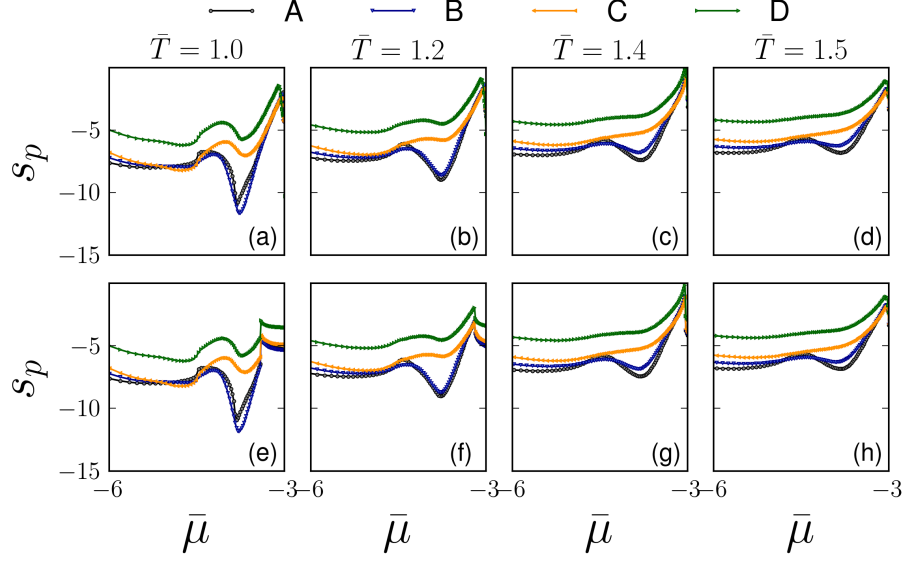 A B C D
T̄ = 1.0 T̄ = 1.2 T̄ = 1.4 T̄ = 1.5
s_p
−5
−10
−15
(a) (b) (c) (d)
s_p
−5
−10
−15
(e) (f) (g) (h)
−6 −3−6 −3−6 −3−6 −3
μ̄ μ̄ μ̄ μ̄